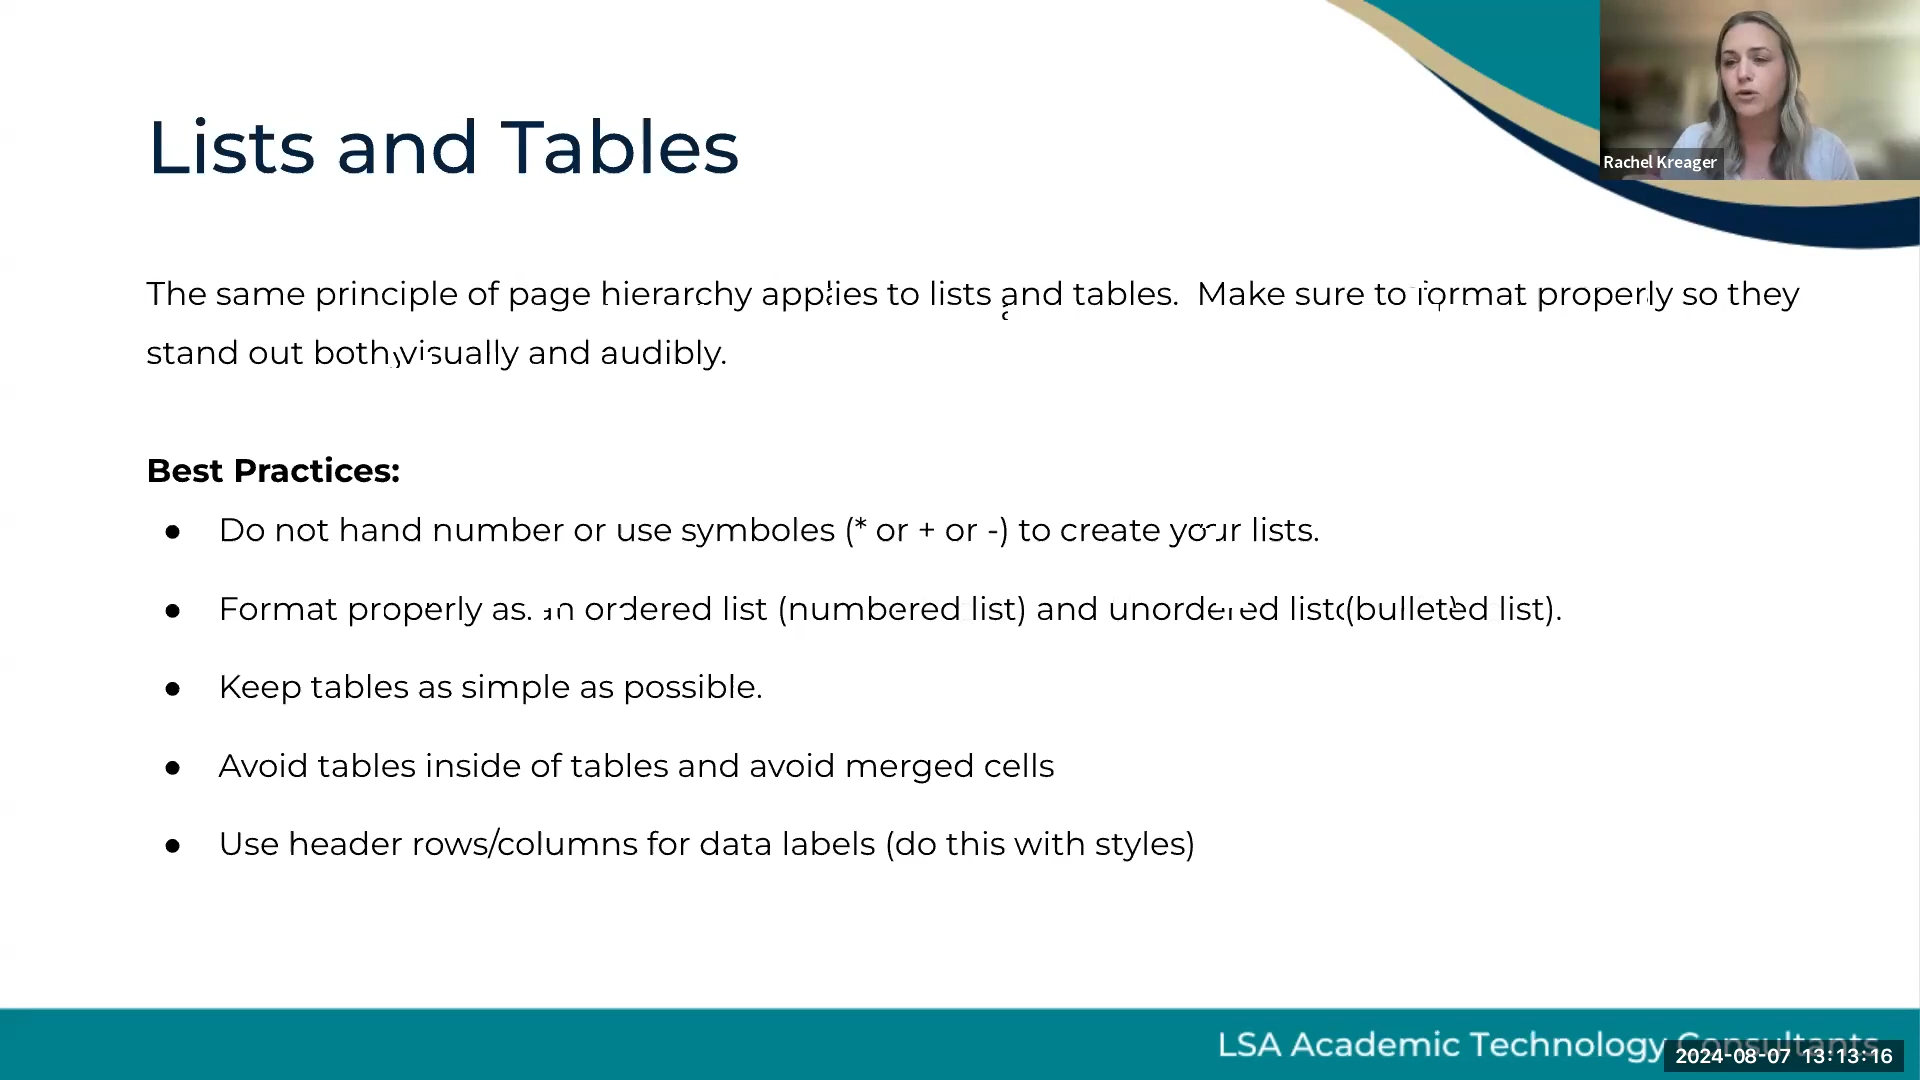 Lists and Tables
Rachel Kreager
The same principle of page hierarchy applies to lists and tables. Make sure to format properly so they
stand out both visually and audibly.
Best Practices:
● Do not hand number or use symboles (* or + or -) to create your lists.
● Format properly as. an ordered list (numbered list) and unordered list (bulleted list).
● Keep tables as simple as possible.
● Avoid tables inside of tables and avoid merged cells
● Use header rows/columns for data labels (do this with styles)
LSA Academic Technology Consultants
2024-08-07 13:13:16